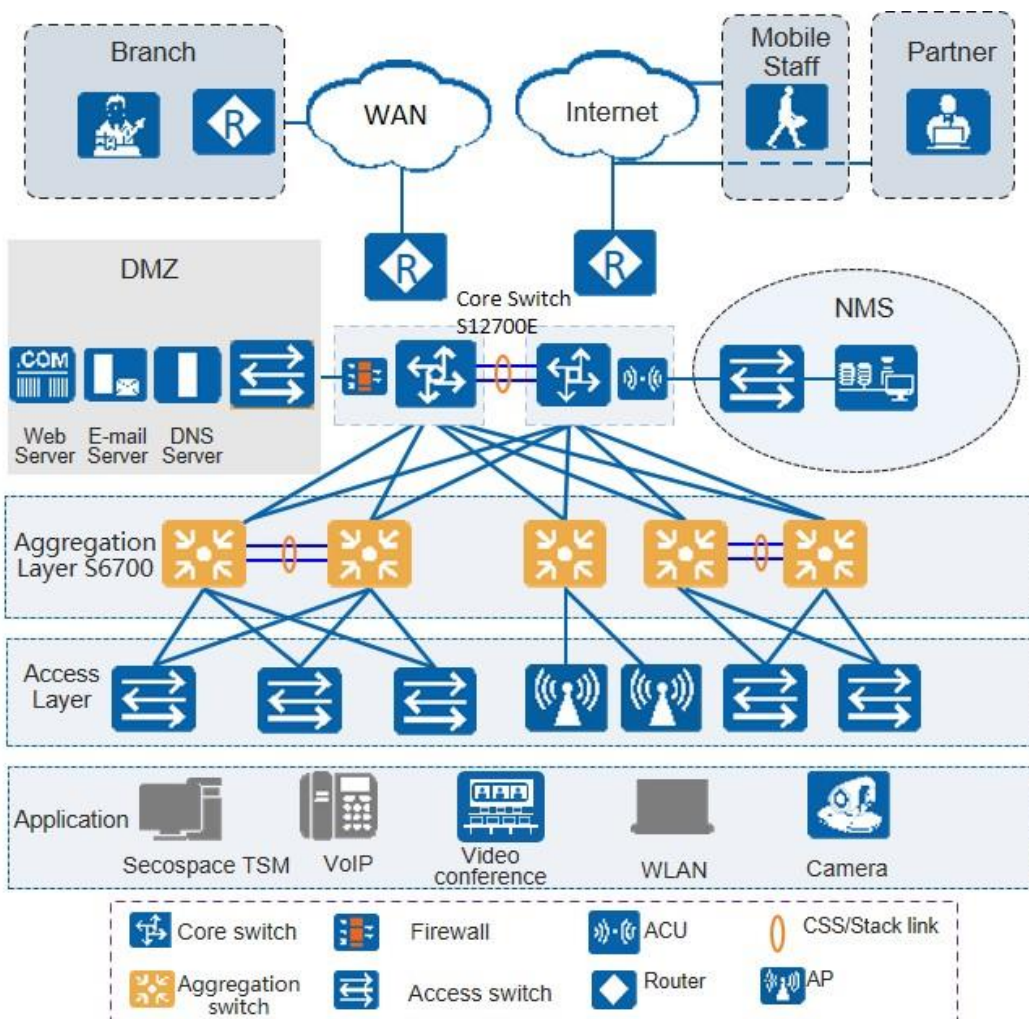 Branch
WAN
Internet
Mobile
Staff
Partner
R
R
R
DMZ
Core Switch
S12700E
NMS
.COM
Web
Server
E-mail
Server
DNS
Server
Aggregation
Layer S6700
Access
Layer
Application
Secospace TSM
VoIP
Video
conference
WLAN
Camera
Core switch
Firewall
ACU
CSS/Stack link
Aggregation
switch
Access switch
Router
AP